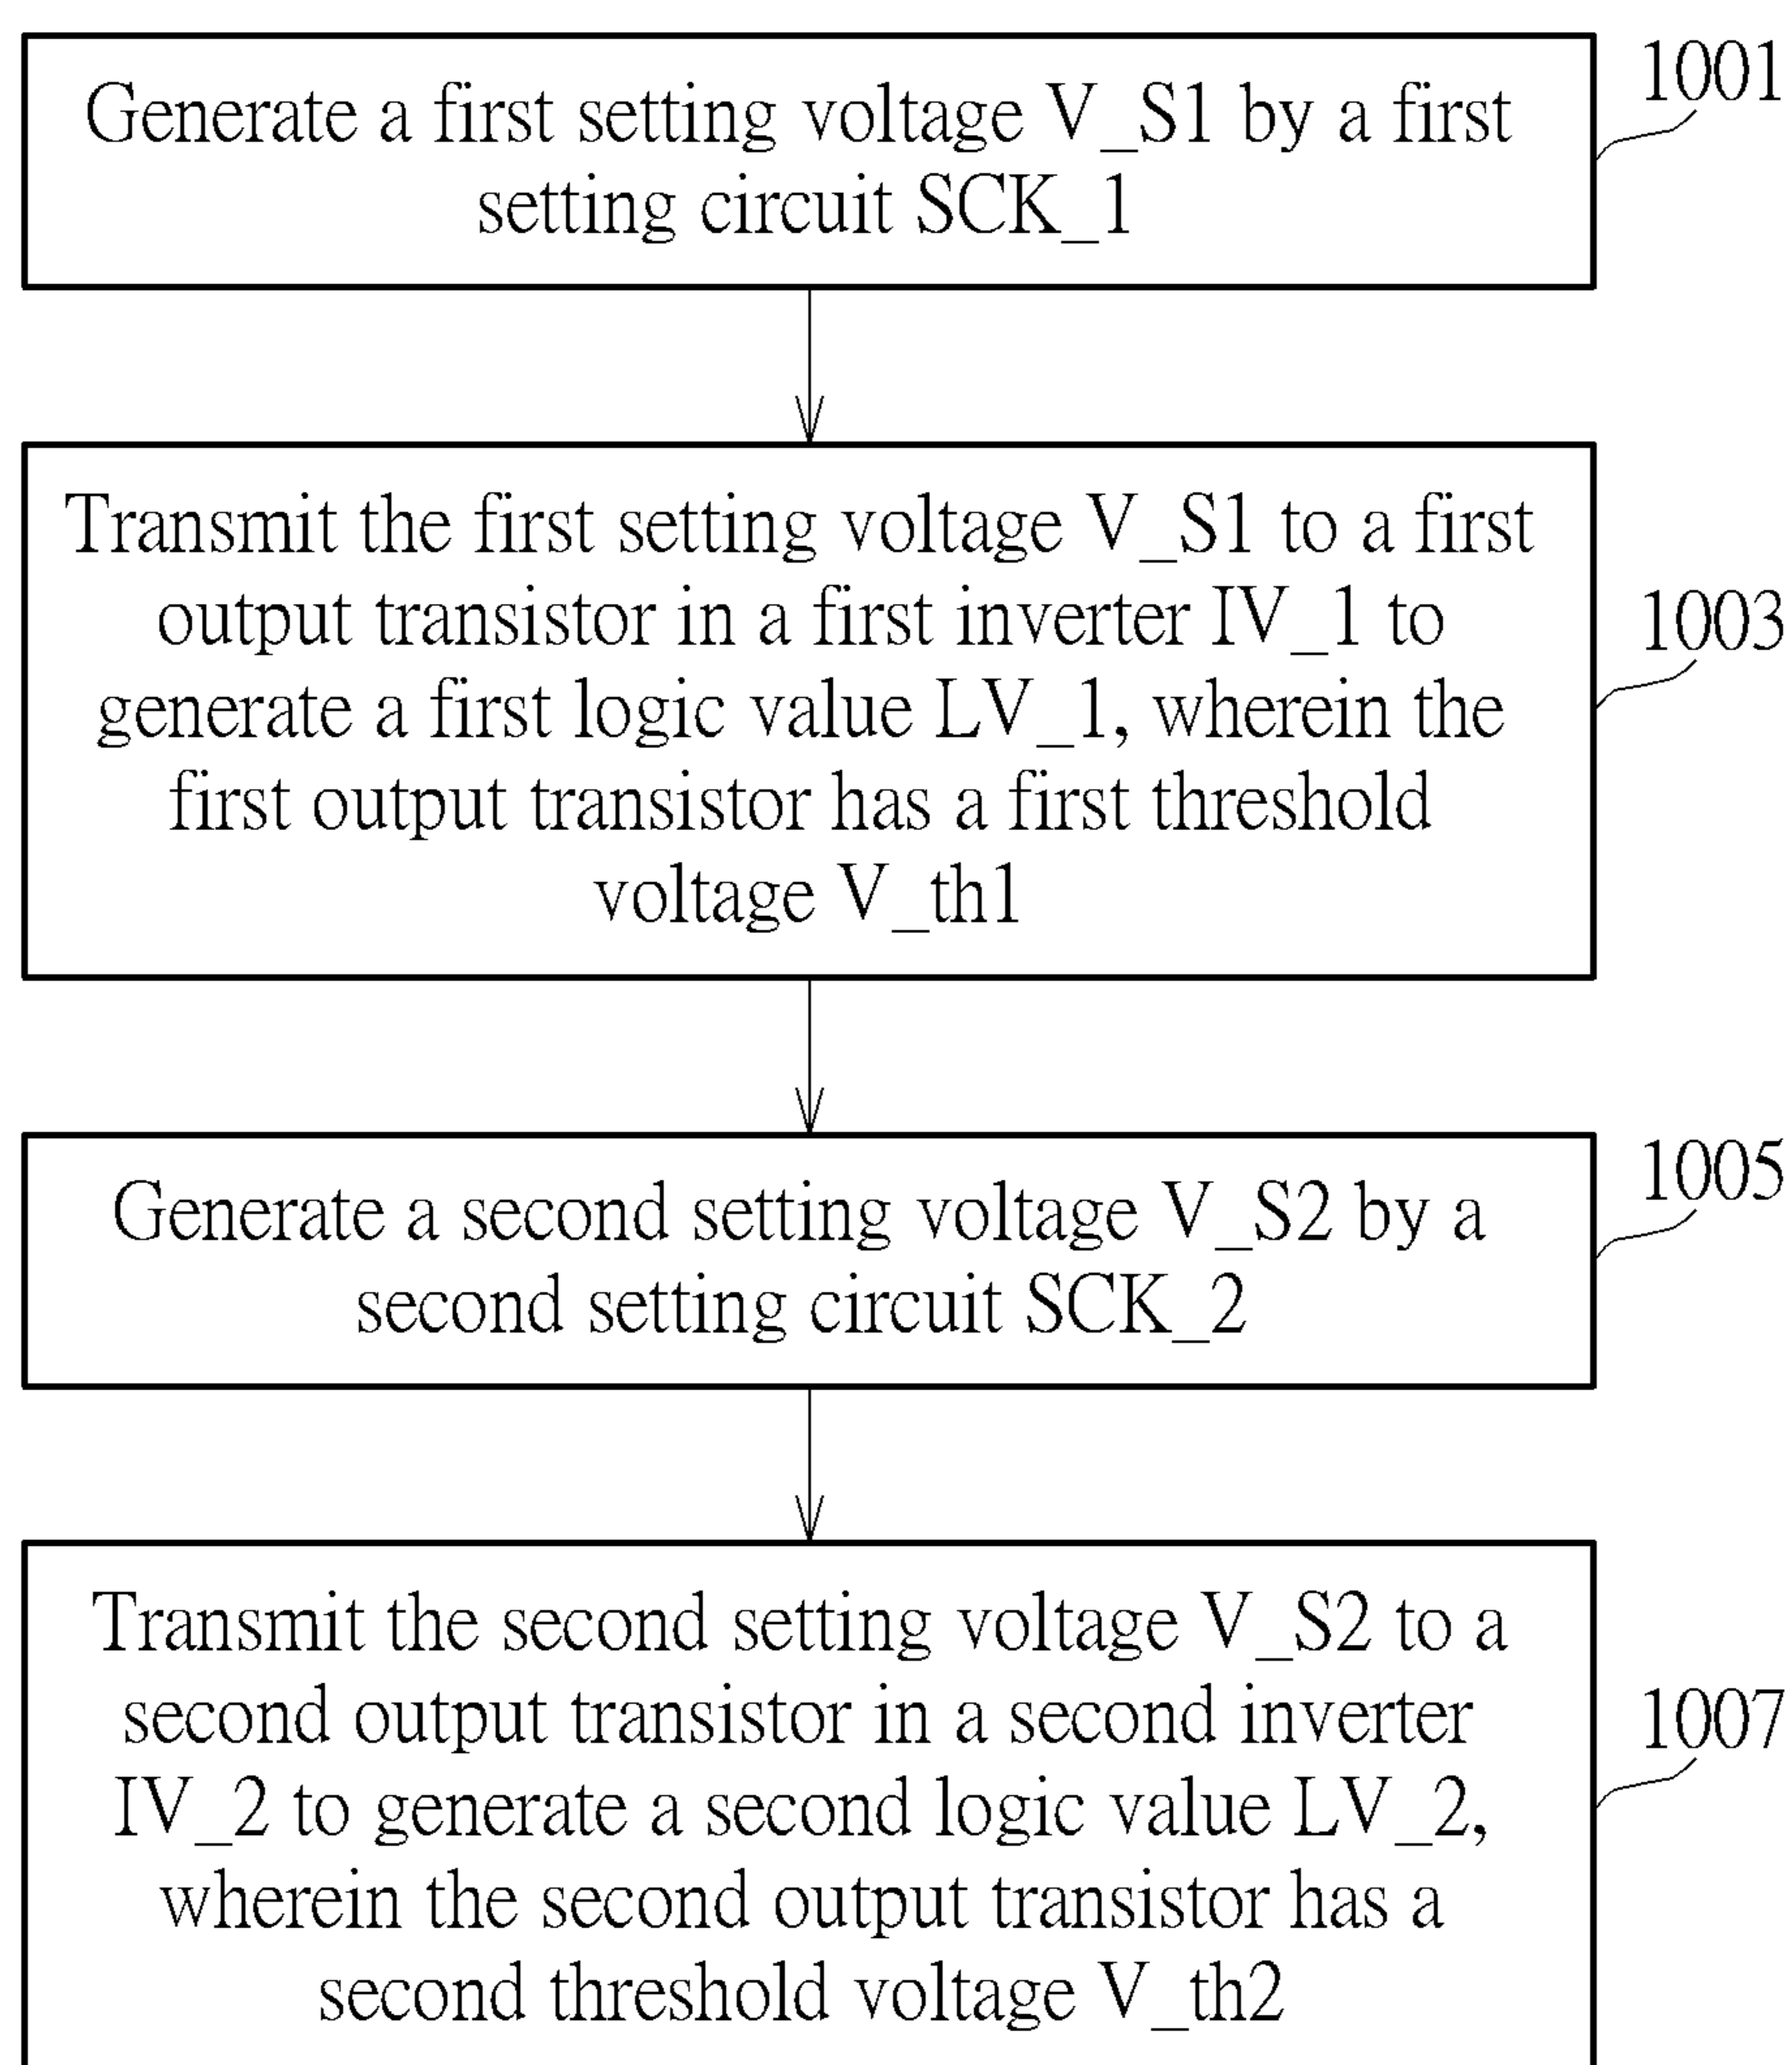 1001
Generate a first setting voltage V_S1 by a first
setting circuit SCK_1
Transmit the first setting voltage V_S1 to a first
output transistor in a first inverter IV_1 to
1003
generate a first logic value LV_1, wherein the
first output transistor has a first threshold
voltage V_th1
1005
Generate a second setting voltage V_S2 by a
second setting circuit SCK_2
Transmit the second setting voltage V_S2 to a
second output transistor in a second inverter
1007
IV_2 to generate a second logic value LV_2,
wherein the second output transistor has a
second threshold voltage V_th2